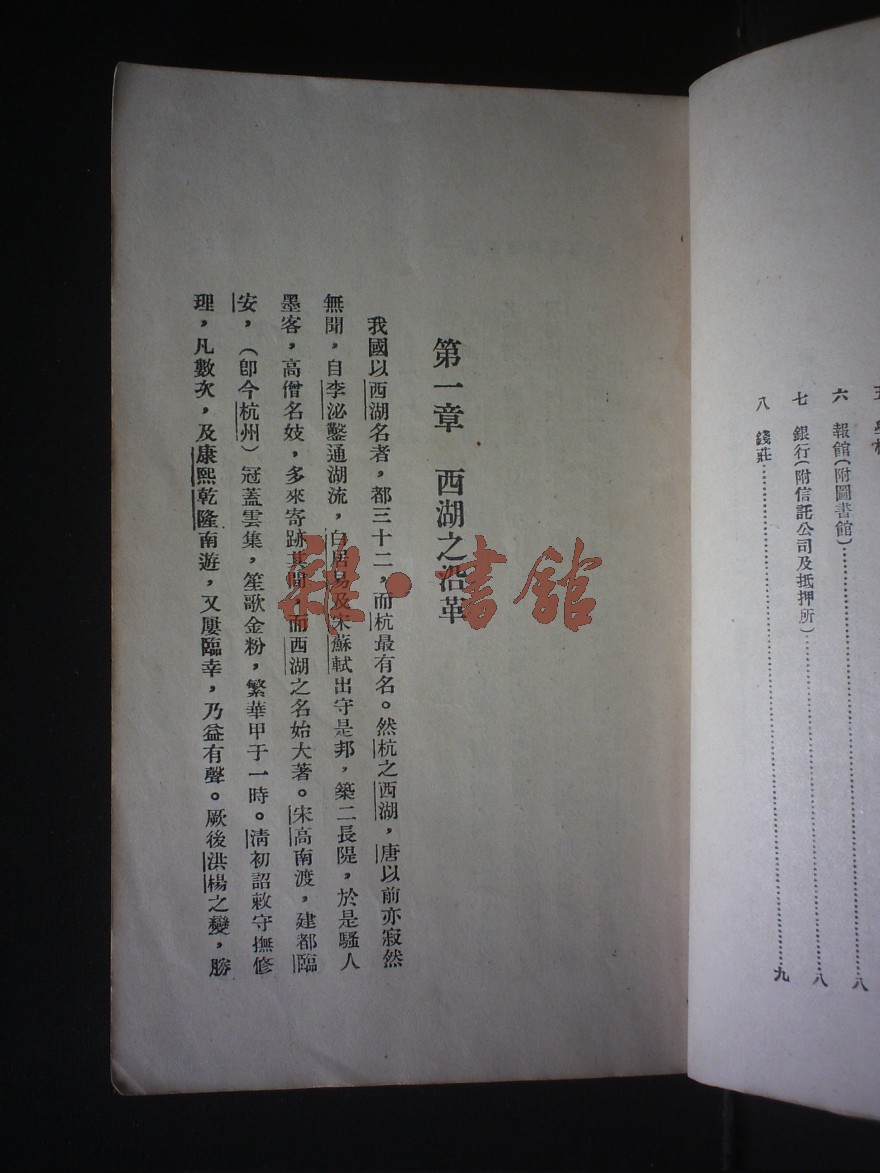 六　報館(附圖書館)……八
七　銀行(附信託公司及抵押所)……八
八　錢莊……九
第一章　西湖之沿革
我國以西湖名者，都三十二，而杭最有名。然杭之西湖，唐以前亦寂然
無聞，自李泌鑿通湖流，白居易及宋蘇軾出守是邦，築二長隄，於是騷人
墨客，高僧名妓，多來寄跡其間，而西湖之名始大著。宋高南渡，建都臨
安，(卽今杭州)冠蓋雲集，笙歌金粉，繁華甲于一時。清初詔敕守撫修
理，凡數次，及康熙乾隆南遊，又屢臨幸，乃益有聲。厥後洪楊之變，勝
雜·書館